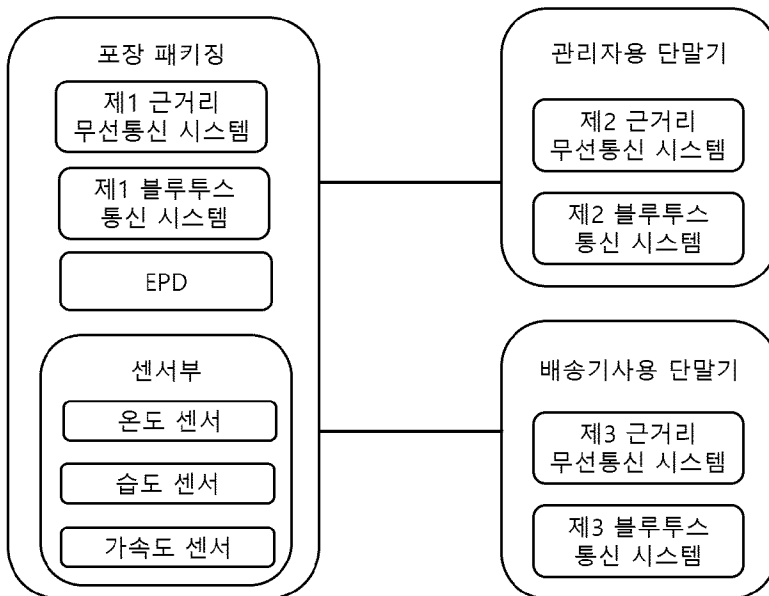 포장 패키징
제1 근거리
무선통신 시스템
제1 블루투스
통신 시스템
EPD
센서부
온도 센서
습도 센서
가속도 센서
관리자용 단말기
제2 근거리
무선통신 시스템
제2 블루투스
통신 시스템
배송기사용 단말기
제3 근거리
무선통신 시스템
제3 블루투스
통신 시스템